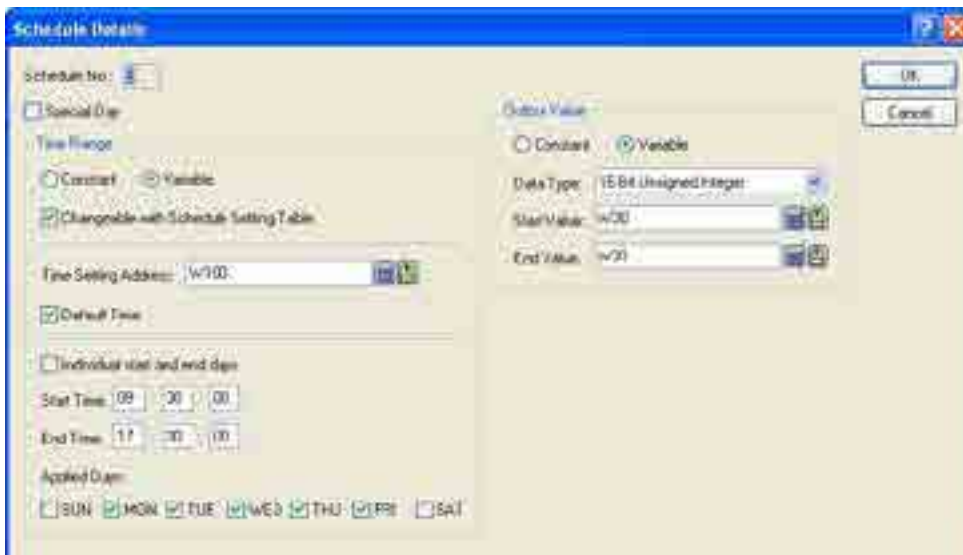 Schedule Details
Schedule No.:
OK
Special Day
Output Value
Cancel
Time Range
Constant Variable
Constant Variable
Data Type: 16 Bit Unsigned Integer
Changeable with Schedule Setting Table
Start Value:
End Value:
Time Setting Address: W100
Default Time
Individual start and end days
Start Time: 09 : 30 : 00
End Time: 17 : 30 : 00
Applied Days:
SUN MON TUE WED THU FRI SAT